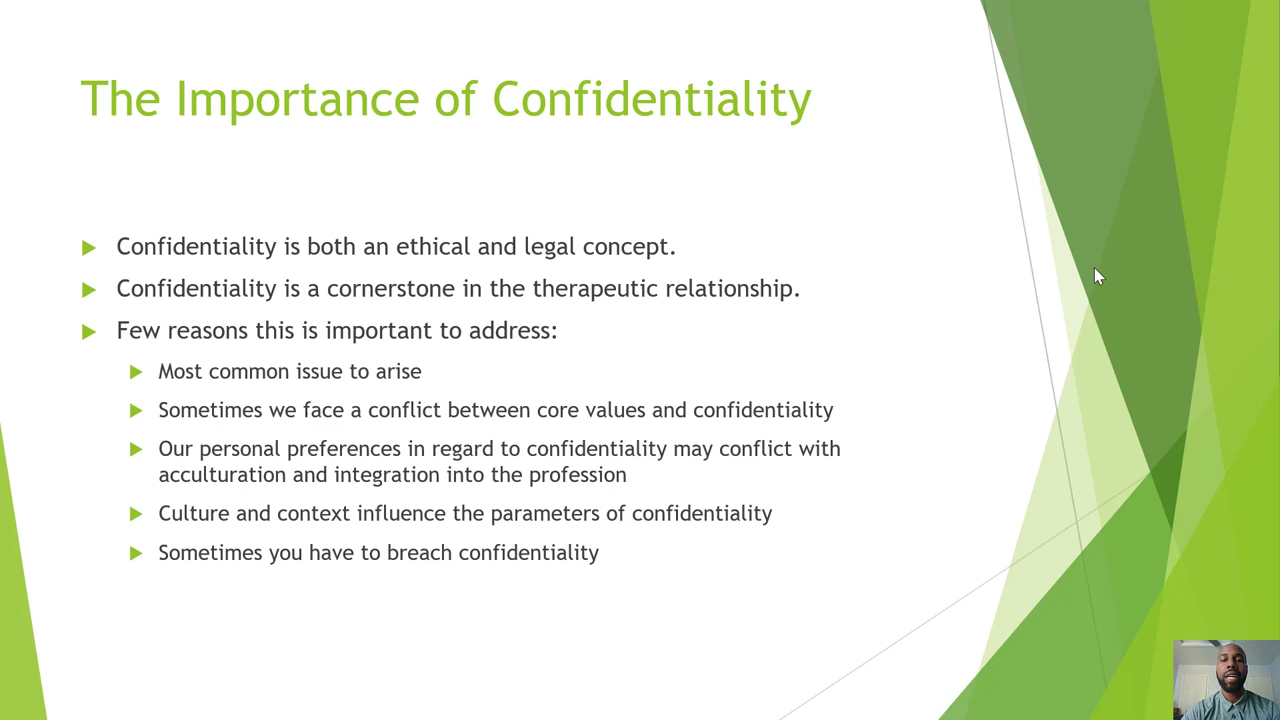 The Importance of Confidentiality
Confidentiality is both an ethical and legal concept.
Confidentiality is a cornerstone in the therapeutic relationship.
Few reasons this is important to address:
Most common issue to arise
Sometimes we face a conflict between core values and confidentiality
Our personal preferences in regard to confidentiality may conflict with
acculturation and integration into the profession
Culture and context influence the parameters of confidentiality
Sometimes you have to breach confidentiality